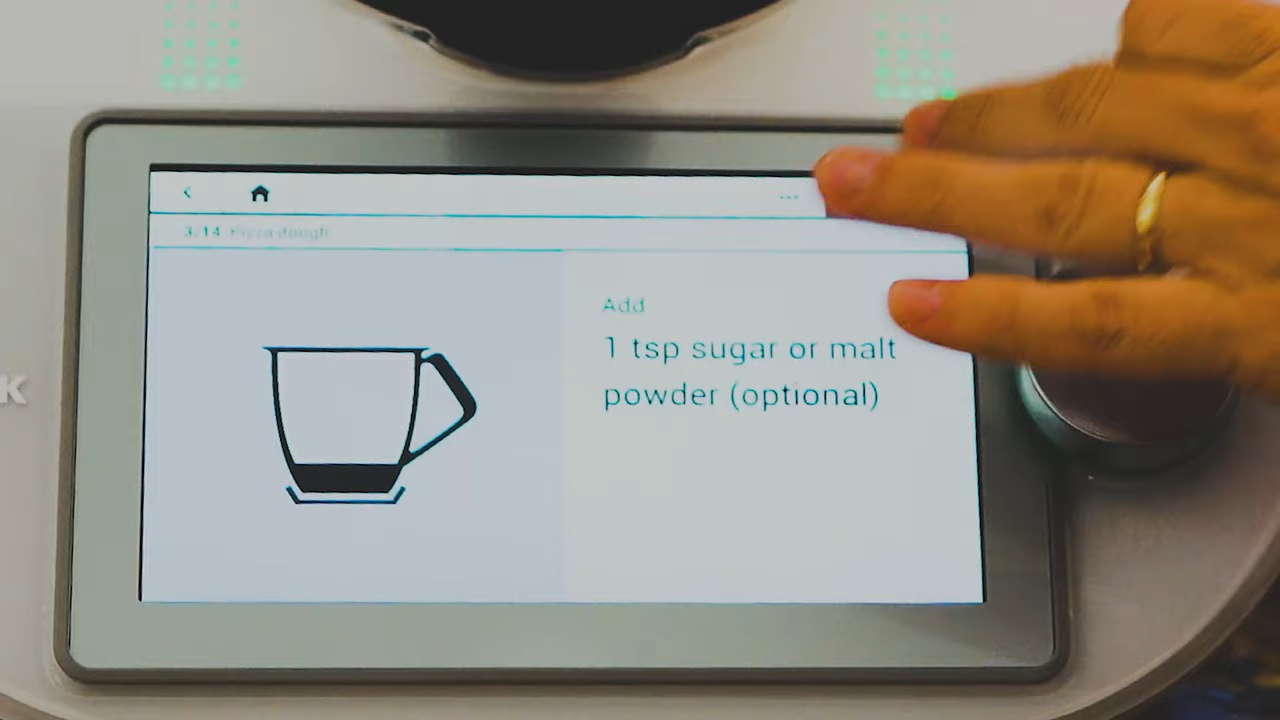 3/14 Pizza dough
Add
1 tsp sugar or malt
powder (optional)
K